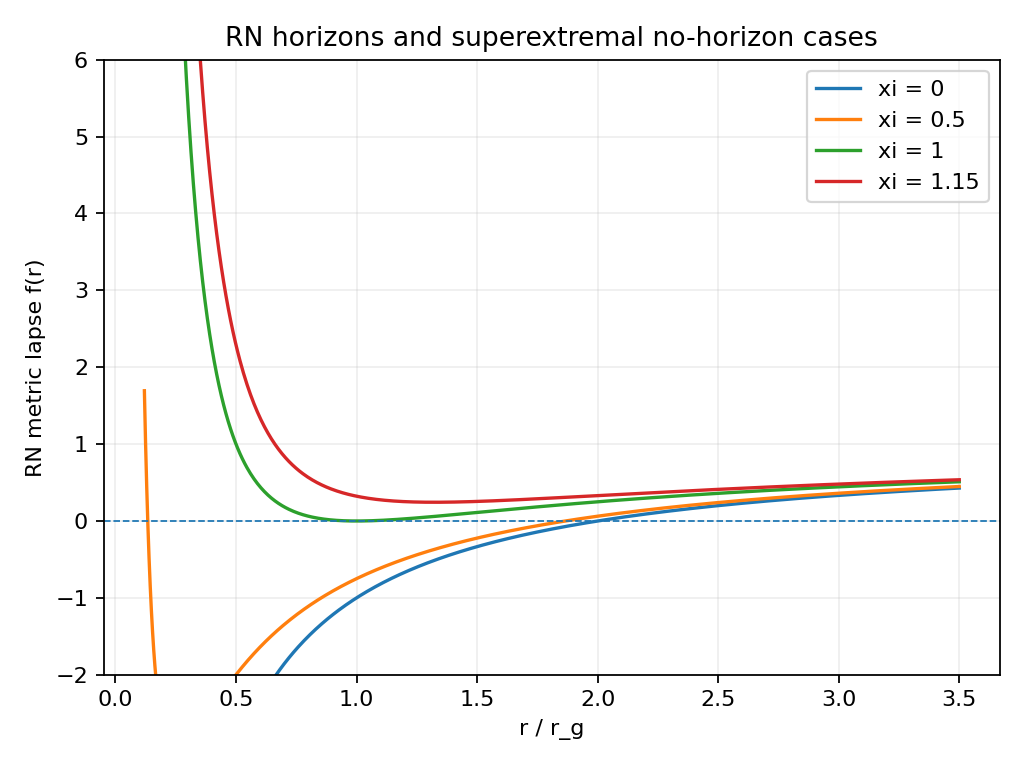 RN horizons and superextremal no-horizon cases
6
5
4
3
2
1
0
−1
−2
RN metric lapse f(r)
xi = 0
xi = 0.5
xi = 1
xi = 1.15
0.0 0.5 1.0 1.5 2.0 2.5 3.0 3.5
r / r_g